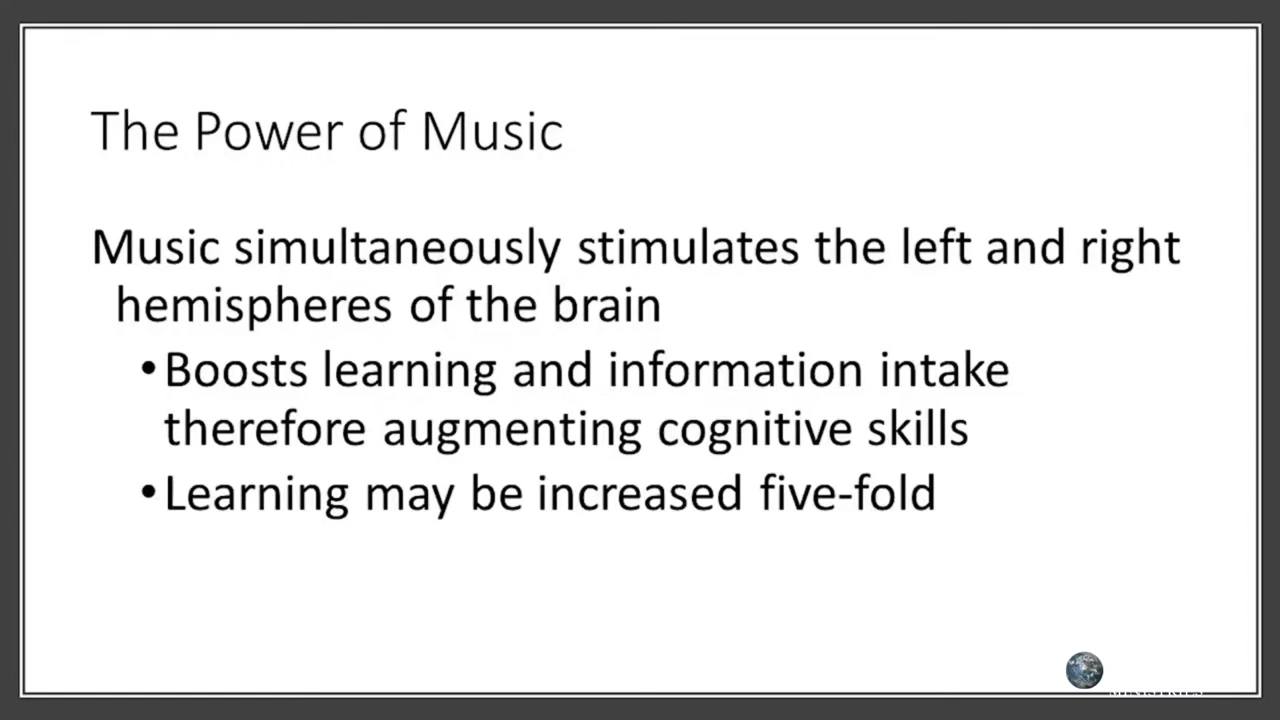 The Power of Music
Music simultaneously stimulates the left and right
hemispheres of the brain
•Boosts learning and information intake
therefore augmenting cognitive skills
•Learning may be increased five-fold
MINISTRIES